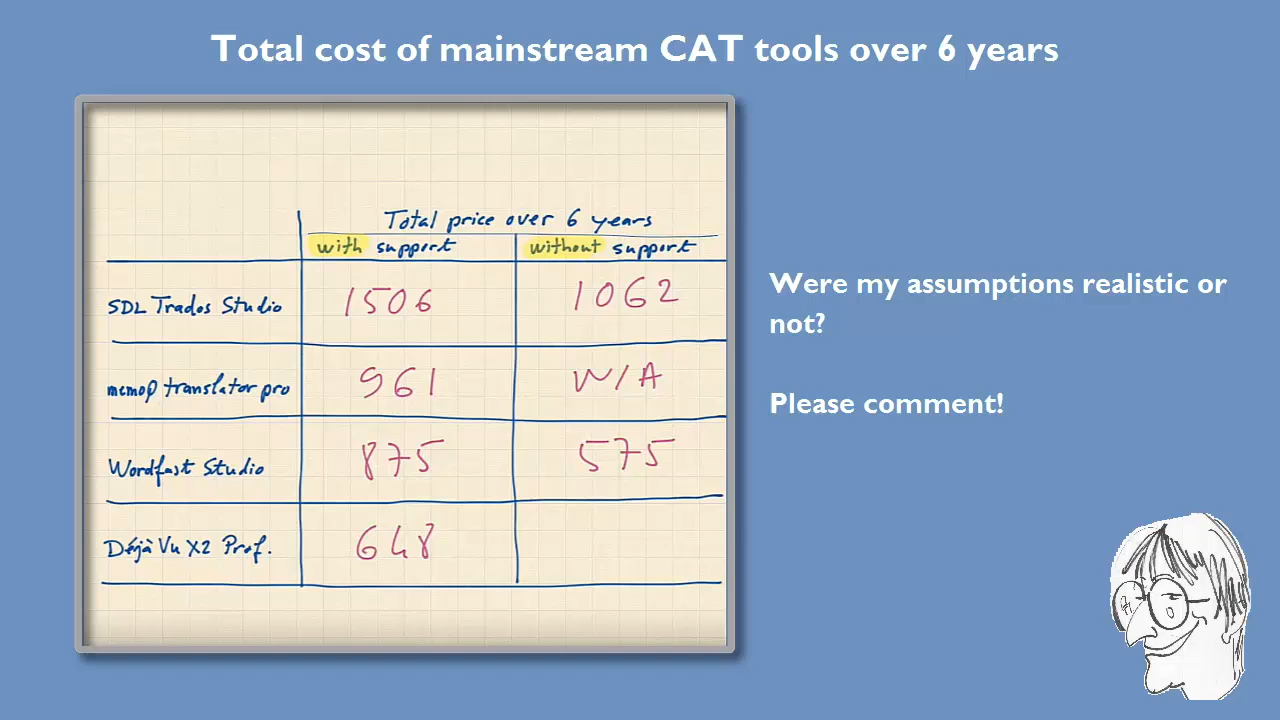 Total cost of mainstream CAT tools over 6 years
Total price over 6 years
with support without support
SDL Trados Studio 1506 1062
memoQ translator pro 961 N/A
Wordfast Studio 875 575
Déjà Vu X2 Prof. 648
Were my assumptions realistic or
not?
Please comment!